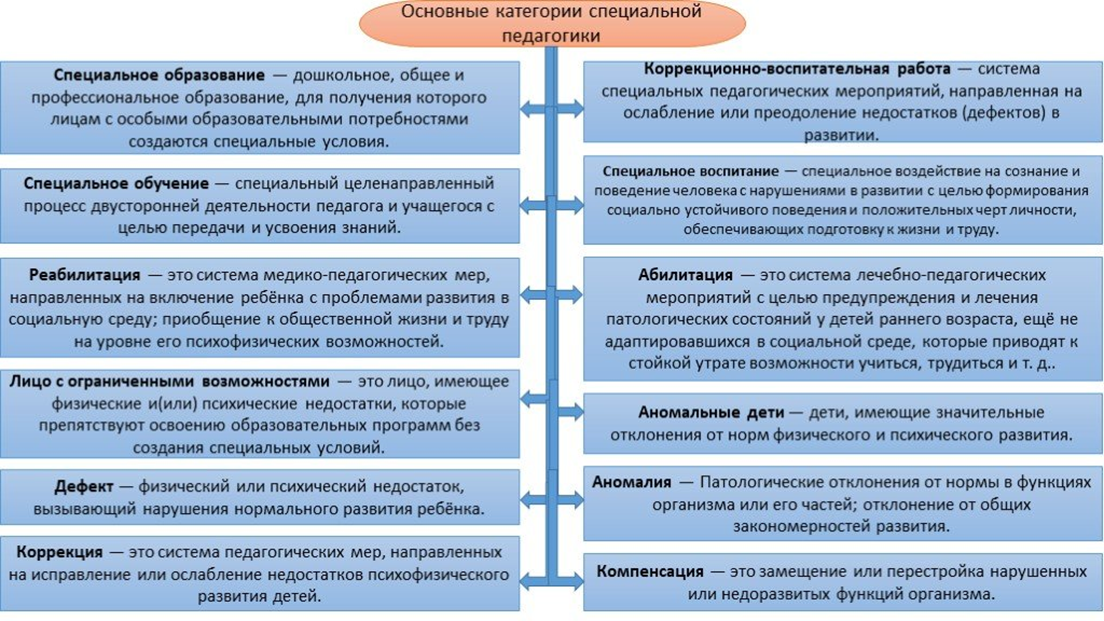 Основные категории специальной
педагогики
Специальное образование — дошкольное, общее и
профессиональное образование, для получения которого
лицам с особыми образовательными потребностями
создаются специальные условия.
Специальное обучение — специальный целенаправленный
процесс двусторонней деятельности педагога и учащегося с
целью передачи и усвоения знаний.
Реабилитация — это система медико-педагогических мер,
направленных на включение ребёнка с проблемами развития в
социальную среду; приобщение к общественной жизни и труду
на уровне его психофизических возможностей.
Лицо с ограниченными возможностями — это лицо, имеющее
физические и(или) психические недостатки, которые
препятствуют освоению образовательных программ без
создания специальных условий.
Дефект — физический или психический недостаток,
вызывающий нарушения нормального развития ребёнка.
Коррекция — это система педагогических мер, направленных
на исправление или ослабление недостатков психофизического
развития детей.
Коррекционно-воспитательная работа — система
специальных педагогических мероприятий, направленная на
ослабление или преодоление недостатков (дефектов) в
развитии.
Специальное воспитание — специальное воздействие на сознание и
поведение человека с нарушениями в развитии с целью формирования
социально устойчивого поведения и положительных черт личности,
обеспечивающих подготовку к жизни и труду.
Абилитация — это система лечебно-педагогических
мероприятий с целью предупреждения и лечения
патологических состояний у детей раннего возраста, ещё не
адаптировавшихся в социальной среде, которые приводят к
стойкой утрате возможности учиться, трудиться и т. д..
Аномальные дети — дети, имеющие значительные
отклонения от норм физического и психического развития.
Аномалия — Патологические отклонения от нормы в функциях
организма или его частей; отклонение от общих
закономерностей развития.
Компенсация — это замещение или перестройка нарушенных
или недоразвитых функций организма.